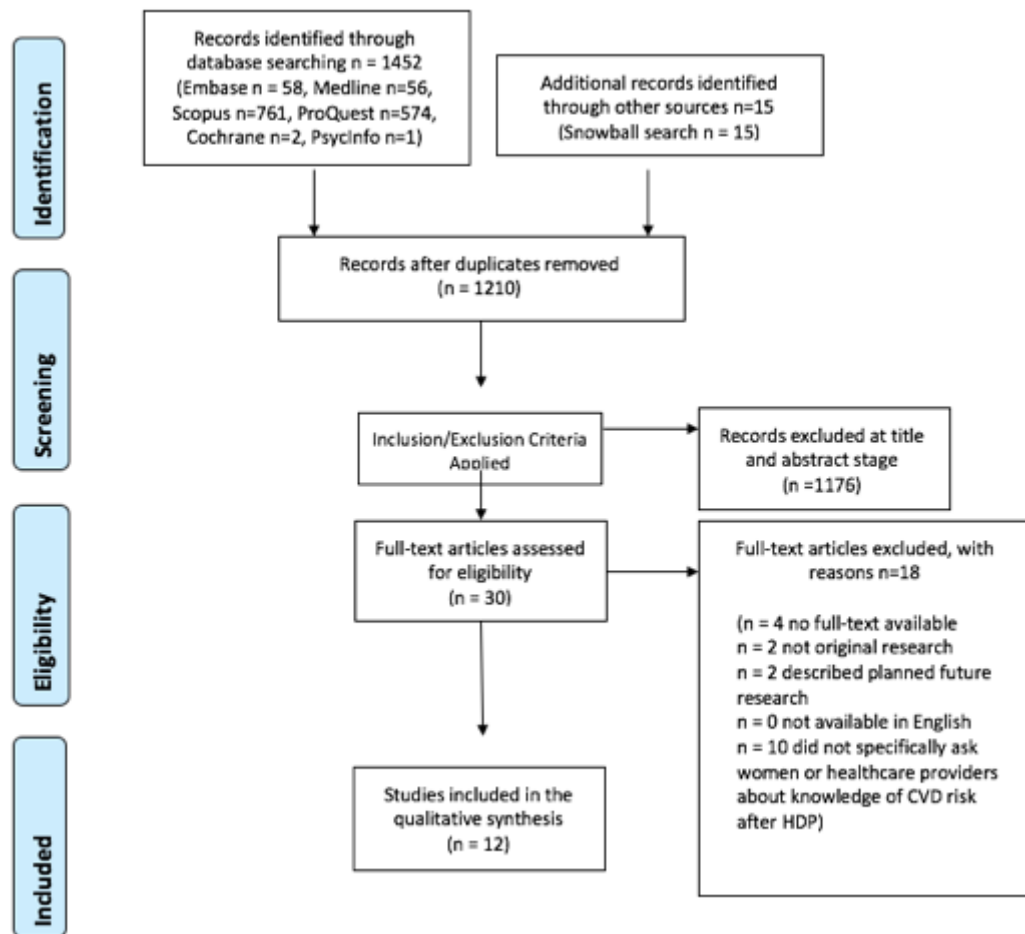 Identification
Records identified through
database searching n = 1452
(Embase n = 58, Medline n=56,
Scopus n=761, ProQuest n=574,
Cochrane n=2, PsycInfo n=1)
Additional records identified
through other sources n=15
(Snowball search n = 15)
Records after duplicates removed
(n = 1210)
Screening
Inclusion/Exclusion Criteria
Applied
Records excluded at title
and abstract stage
(n =1176)
Eligibility
Full-text articles assessed
for eligibility
(n = 30)
Full-text articles excluded, with
reasons n=18
(n = 4 no full-text available
n = 2 not original research
n = 2 described planned future
research
n = 0 not available in English
n = 10 did not specifically ask
women or healthcare providers
about knowledge of CVD risk
after HDP)
Included
Studies included in the
qualitative synthesis
(n = 12)